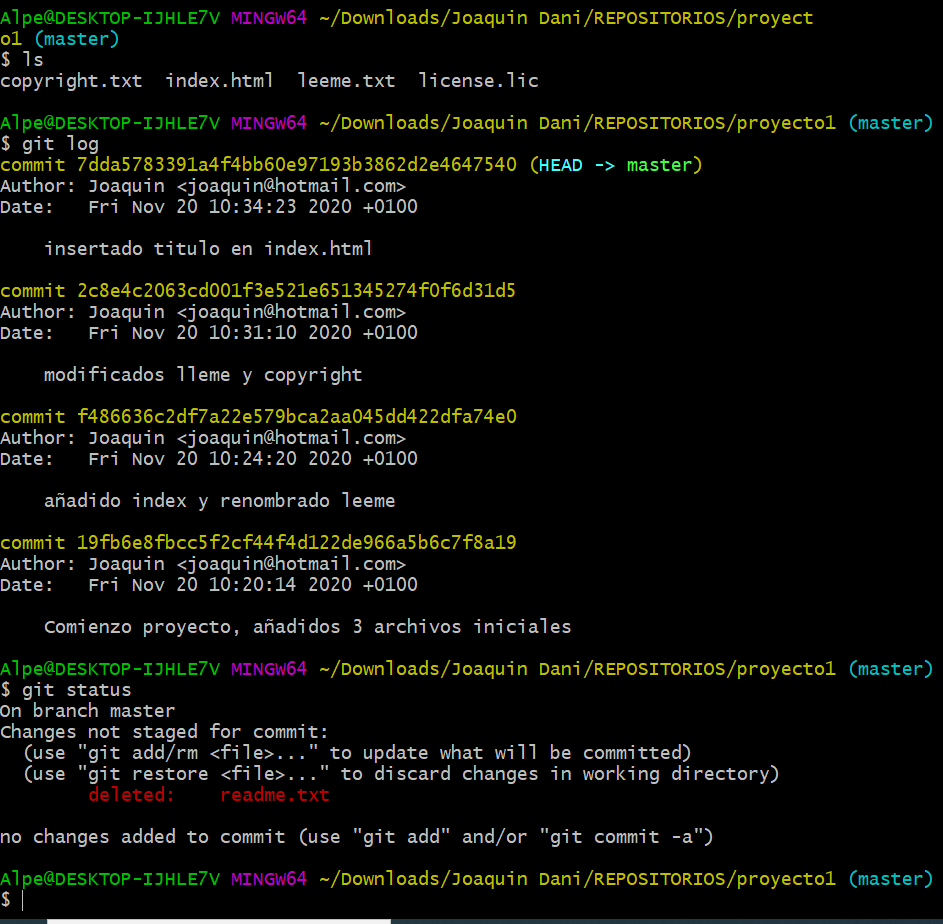 Alpe@DESKTOP-IJHLE7V MINGW64 ~/Downloads/Joaquin Dani/REPOSITORIOS/proyect
o1 (master)
$ ls
copyright.txt  index.html  leeme.txt  license.lic
Alpe@DESKTOP-IJHLE7V MINGW64 ~/Downloads/Joaquin Dani/REPOSITORIOS/proyecto1 (master)
$ git log
commit 7dda5783391a4f4bb60e97193b3862d2e4647540 (HEAD -> master)
Author: Joaquin <joaquin@hotmail.com>
Date:   Fri Nov 20 10:34:23 2020 +0100
    insertado titulo en index.html
commit 2c8e4c2063cd001f3e521e651345274f0f6d31d5
Author: Joaquin <joaquin@hotmail.com>
Date:   Fri Nov 20 10:31:10 2020 +0100
    modificados lleme y copyright
commit f486636c2df7a22e579bca2aa045dd422dfa74e0
Author: Joaquin <joaquin@hotmail.com>
Date:   Fri Nov 20 10:24:20 2020 +0100
    añadido index y renombrado leeme
commit 19fb6e8fbcc5f2cf44f4d122de966a5b6c7f8a19
Author: Joaquin <joaquin@hotmail.com>
Date:   Fri Nov 20 10:20:14 2020 +0100
    Comienzo proyecto, añadidos 3 archivos iniciales
Alpe@DESKTOP-IJHLE7V MINGW64 ~/Downloads/Joaquin Dani/REPOSITORIOS/proyecto1 (master)
$ git status
On branch master
Changes not staged for commit:
  (use "git add/rm <file>..." to update what will be committed)
  (use "git restore <file>..." to discard changes in working directory)
        deleted:    readme.txt
no changes added to commit (use "git add" and/or "git commit -a")
Alpe@DESKTOP-IJHLE7V MINGW64 ~/Downloads/Joaquin Dani/REPOSITORIOS/proyecto1 (master)
$